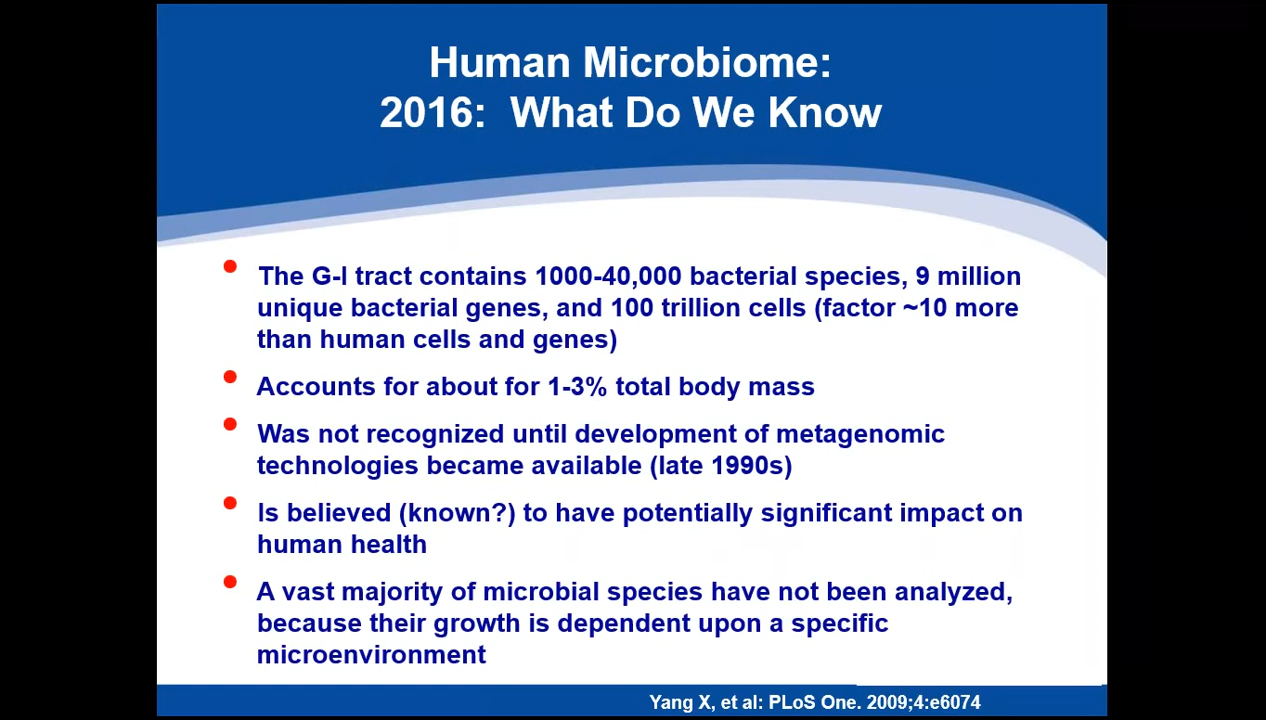 Human Microbiome:
2016: What Do We Know
• The G-I tract contains 1000-40,000 bacterial species, 9 million
unique bacterial genes, and 100 trillion cells (factor ~10 more
than human cells and genes)
• Accounts for about for 1-3% total body mass
• Was not recognized until development of metagenomic
technologies became available (late 1990s)
• Is believed (known?) to have potentially significant impact on
human health
• A vast majority of microbial species have not been analyzed,
because their growth is dependent upon a specific
microenvironment
Yang X, et al: PLoS One. 2009;4:e6074